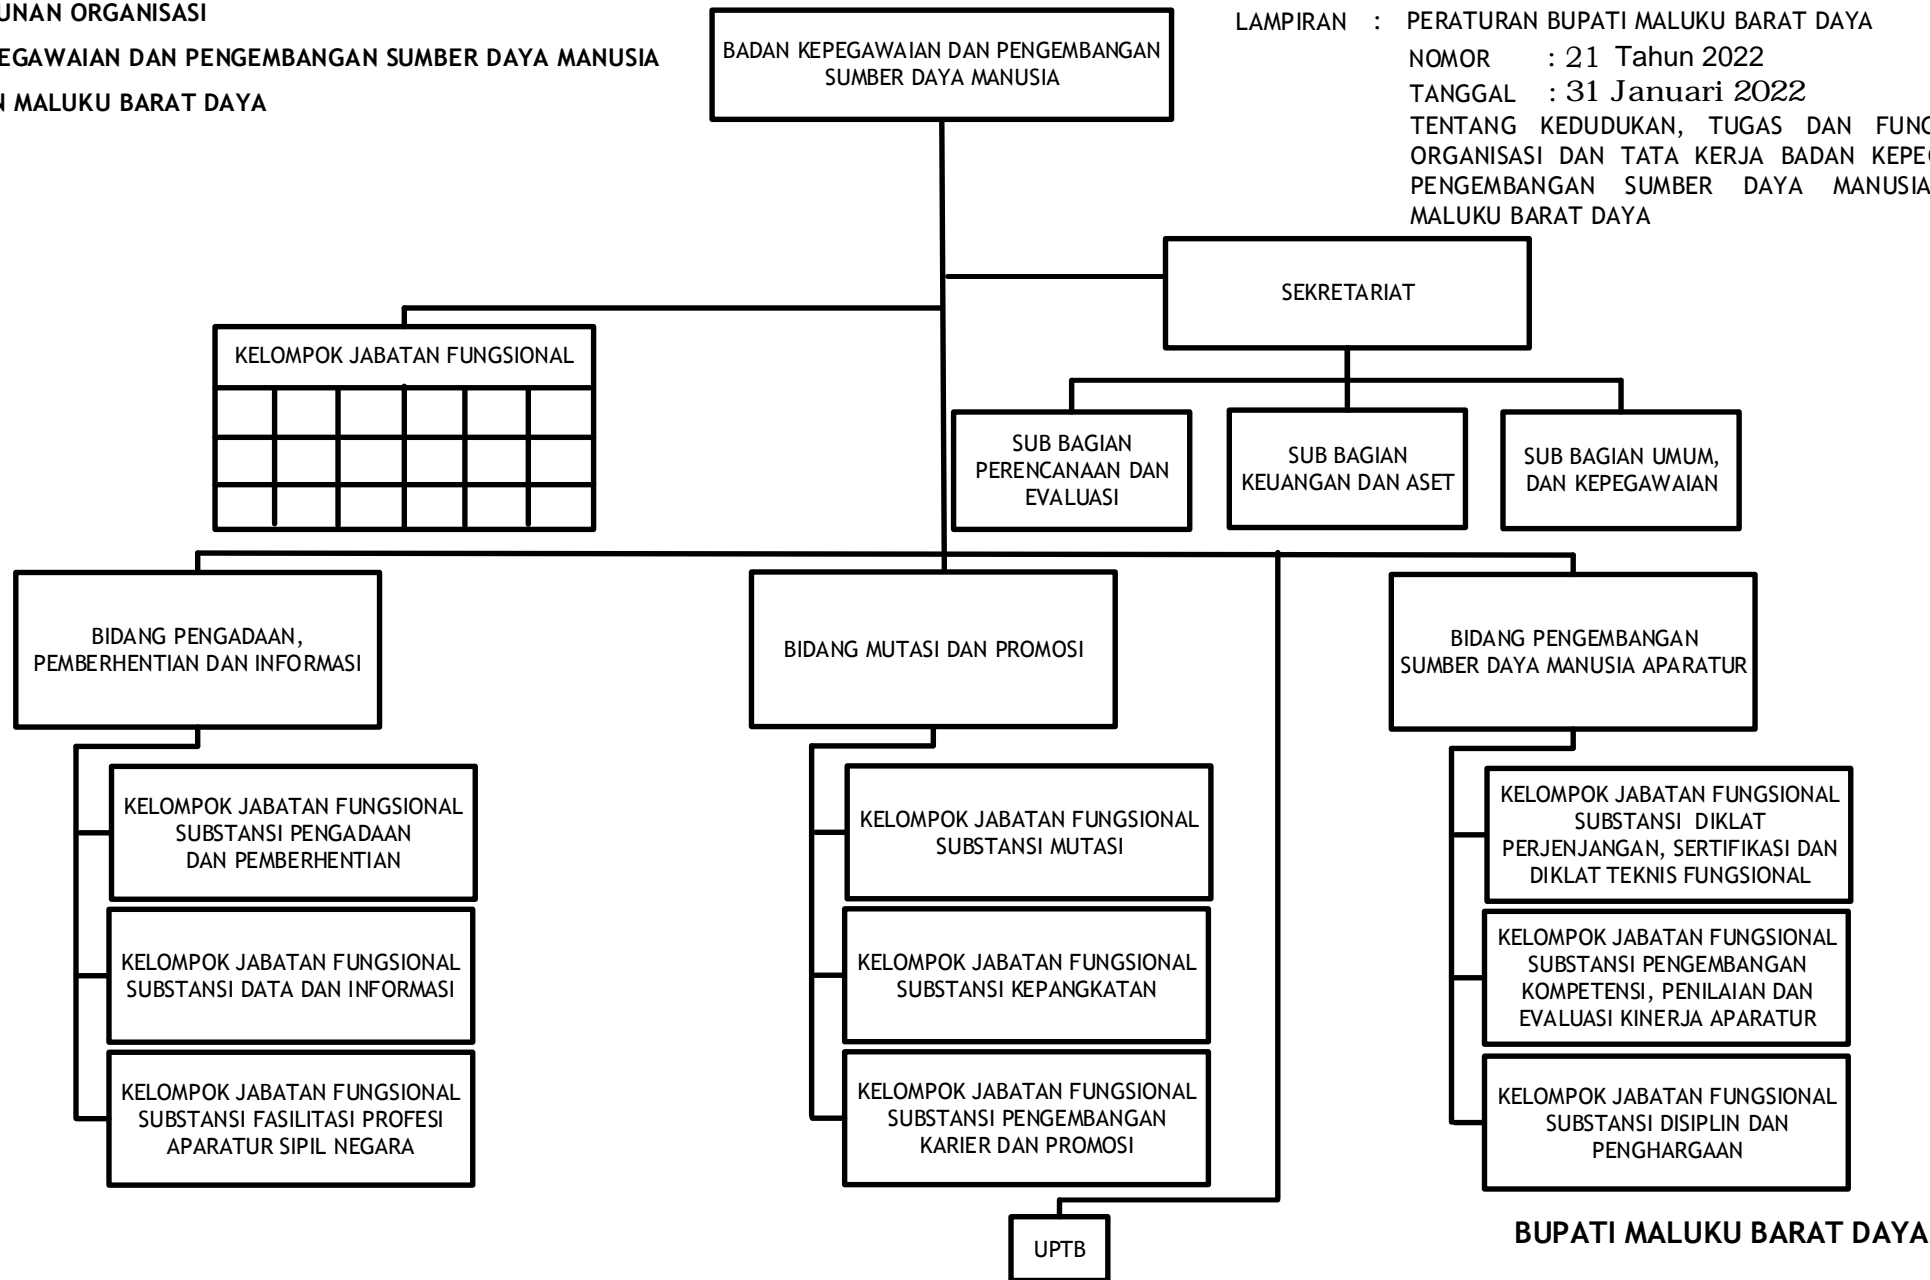 UNAN ORGANISASI
EGAWAIAN DAN PENGEMBANGAN SUMBER DAYA MANUSIA
N MALUKU BARAT DAYA
BADAN KEPEGAWAIAN DAN PENGEMBANGAN
SUMBER DAYA MANUSIA
LAMPIRAN : PERATURAN BUPATI MALUKU BARAT DAYA
NOMOR : 21 Tahun 2022
TANGGAL : 31 Januari 2022
TENTANG KEDUDUKAN, TUGAS DAN FUNG
ORGANISASI DAN TATA KERJA BADAN KEPE
PENGEMBANGAN SUMBER DAYA MANUSIA
MALUKU BARAT DAYA
SEKRETARIAT
KELOMPOK JABATAN FUNGSIONAL
SUB BAGIAN
PERENCANAAN DAN
EVALUASI
SUB BAGIAN
KEUANGAN DAN ASET
SUB BAGIAN UMUM,
DAN KEPEGAWAIAN
BIDANG PENGADAAN,
PEMBERHENTIAN DAN INFORMASI
BIDANG MUTASI DAN PROMOSI
BIDANG PENGEMBANGAN
SUMBER DAYA MANUSIA APARATUR
KELOMPOK JABATAN FUNGSIONAL
SUBSTANSI PENGADAAN
DAN PEMBERHENTIAN
KELOMPOK JABATAN FUNGSIONAL
SUBSTANSI DATA DAN INFORMASI
KELOMPOK JABATAN FUNGSIONAL
SUBSTANSI FASILITASI PROFESI
APARATUR SIPIL NEGARA
KELOMPOK JABATAN FUNGSIONAL
SUBSTANSI MUTASI
KELOMPOK JABATAN FUNGSIONAL
SUBSTANSI KEPANGKATAN
KELOMPOK JABATAN FUNGSIONAL
SUBSTANSI PENGEMBANGAN
KARIER DAN PROMOSI
KELOMPOK JABATAN FUNGSIONAL
SUBSTANSI DIKLAT
PERJENJANGAN, SERTIFIKASI DAN
DIKLAT TEKNIS FUNGSIONAL
KELOMPOK JABATAN FUNGSIONAL
SUBSTANSI PENGEMBANGAN
KOMPETENSI, PENILAIAN DAN
EVALUASI KINERJA APARATUR
KELOMPOK JABATAN FUNGSIONAL
SUBSTANSI DISIPLIN DAN
PENGHARGAAN
UPTB
BUPATI MALUKU BARAT DAYA